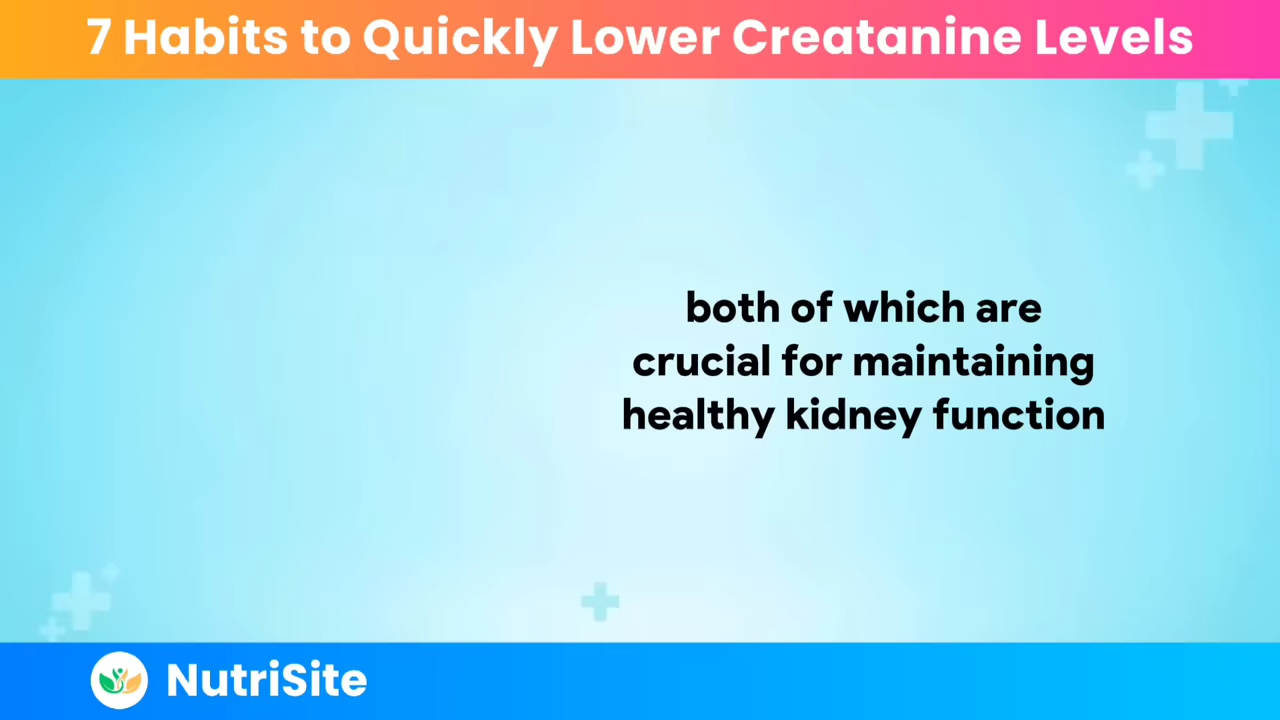 7 Habits to Quickly Lower Creatanine Levels
both of which are
crucial for maintaining
healthy kidney function
NutriSite